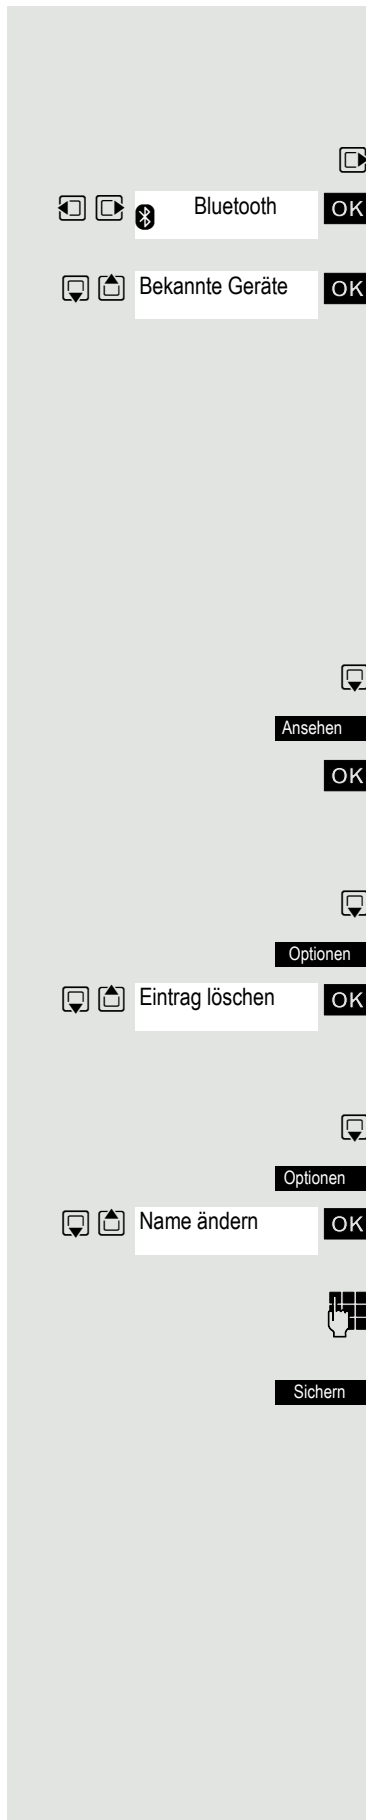 Bluetooth OK
Bekannte Geräte OK
Ansehen
OK
Optionen
Eintrag löschen OK
Optionen
Name ändern OK
Sichern